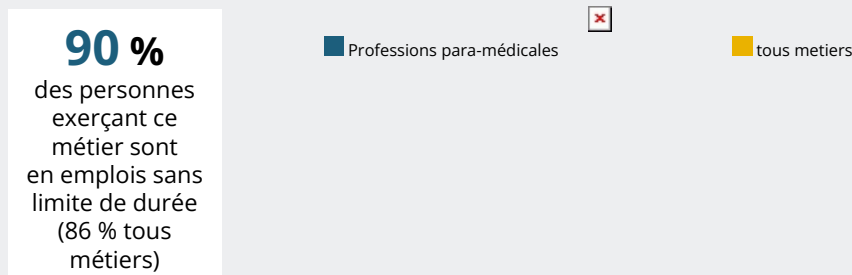 90 %
des personnes
exerçant ce
métier sont
en emplois sans
limite de durée
(86 % tous
métiers)
Professions para-médicales
tous metiers